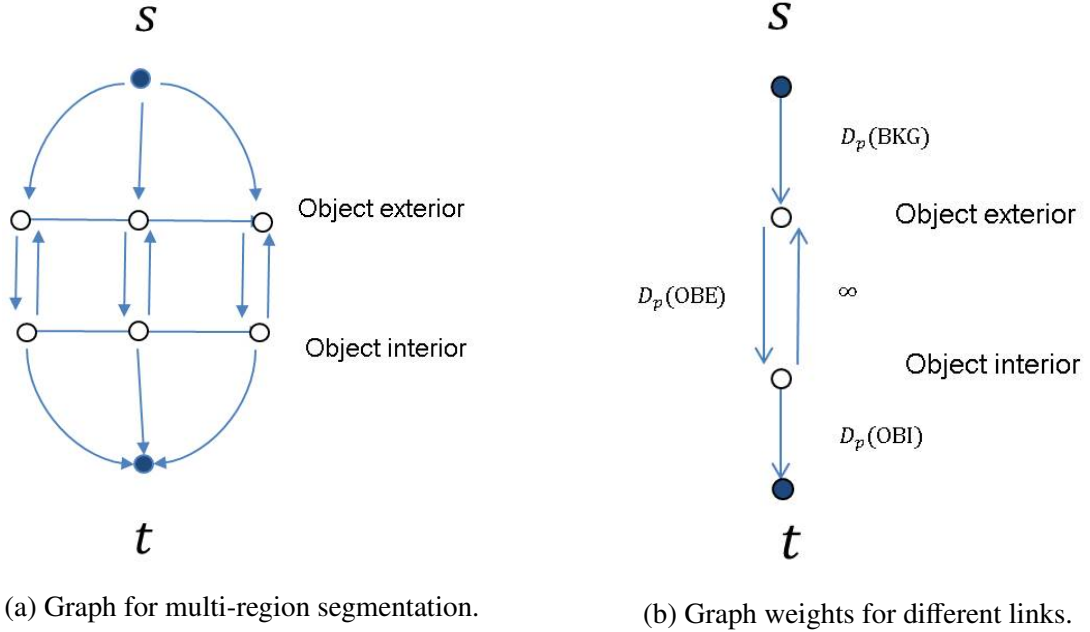 s
Object exterior
Object interior
t
(a) Graph for multi-region segmentation.
s
D_p(BKG)
Object exterior
D_p(OBE)
∞
Object interior
D_p(OBI)
t
(b) Graph weights for different links.